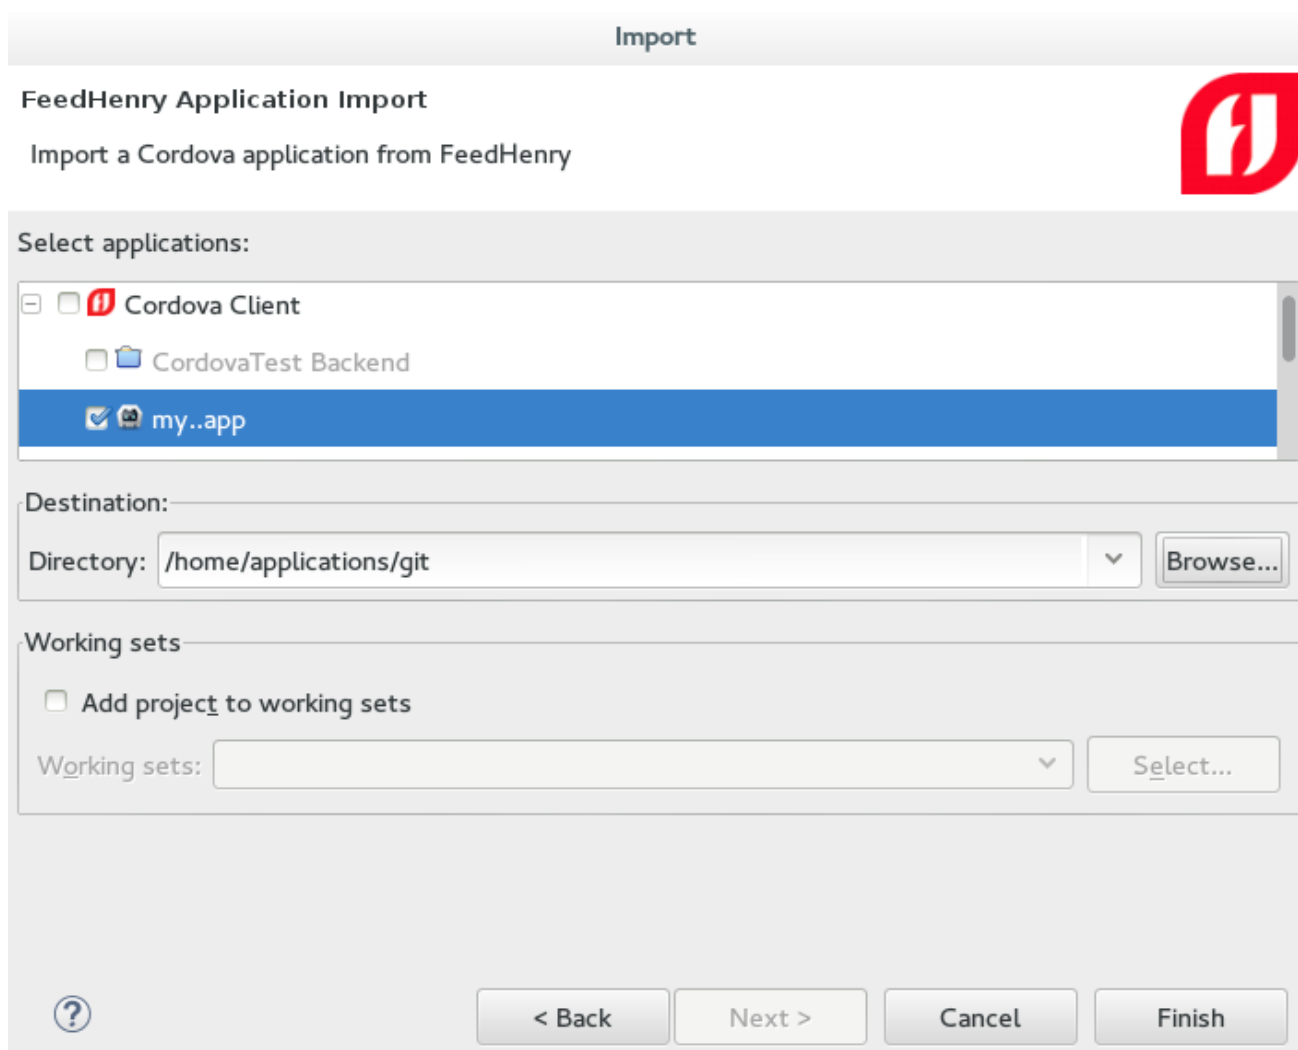 Import
FeedHenry Application Import
Import a Cordova application from FeedHenry
Select applications:
Cordova Client
CordovaTest Backend
my..app
Destination:
Directory: /home/applications/git Browse...
Working sets
Add project to working sets
Working sets: Select...
? < Back Next > Cancel Finish